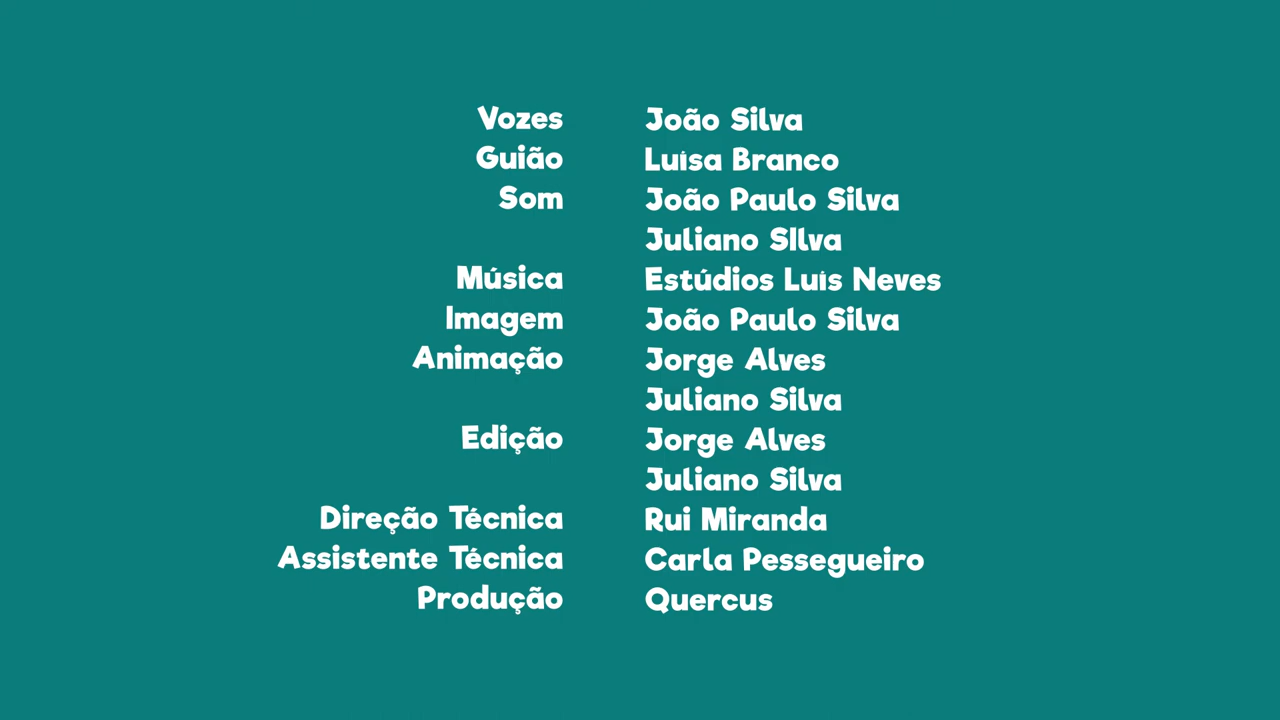 Vozes João Silva
Guião Luísa Branco
Som João Paulo Silva
Juliano SIlva
Música Estúdios Luís Neves
Imagem João Paulo Silva
Animação Jorge Alves
Juliano Silva
Edição Jorge Alves
Juliano Silva
Direção Técnica Rui Miranda
Assistente Técnica Carla Pessegueiro
Produção Quercus